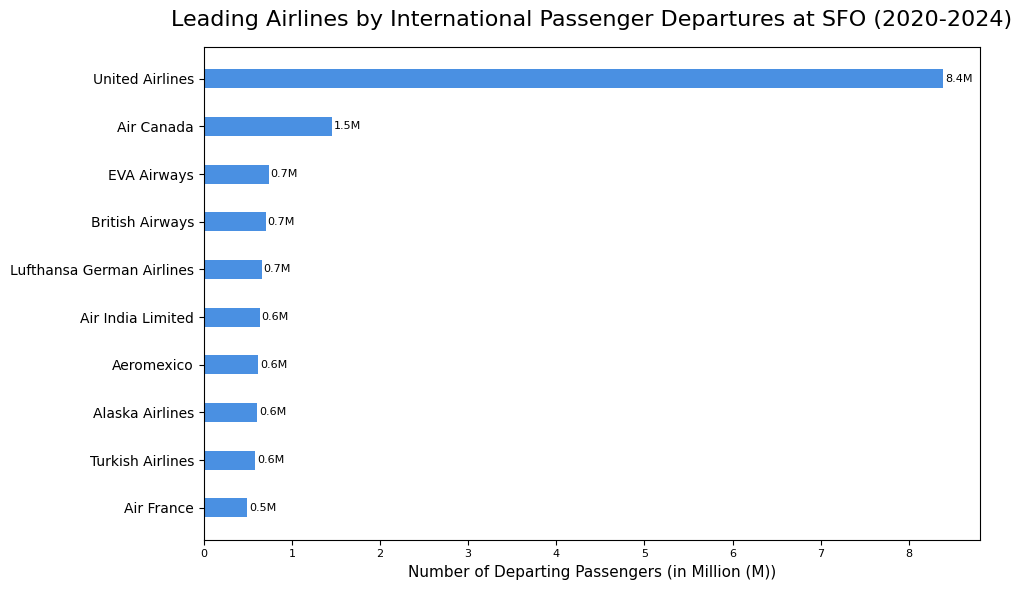 Leading Airlines by International Passenger Departures at SFO (2020-2024)
United Airlines 8.4M
Air Canada 1.5M
EVA Airways 0.7M
British Airways 0.7M
Lufthansa German Airlines 0.7M
Air India Limited 0.6M
Aeromexico 0.6M
Alaska Airlines 0.6M
Turkish Airlines 0.6M
Air France 0.5M
0 1 2 3 4 5 6 7 8
Number of Departing Passengers (in Million (M))